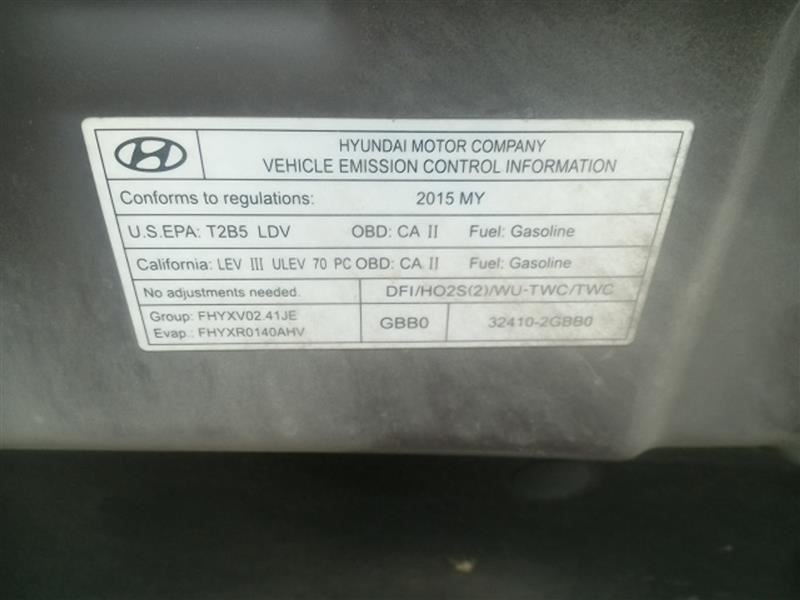 HYUNDAI MOTOR COMPANY
VEHICLE EMISSION CONTROL INFORMATION
Conforms to regulations: 2015 MY
U.S.EPA: T2B5 LDV OBD: CA II Fuel: Gasoline
California: LEV III ULEV 70 PC OBD: CA II Fuel: Gasoline
No adjustments needed. DFI/HO2S(2)/WU-TWC/TWC
Group: FHYXV02.41JE
Evap.: FHYXR0140AHV
GBB0 32410-2GBB0